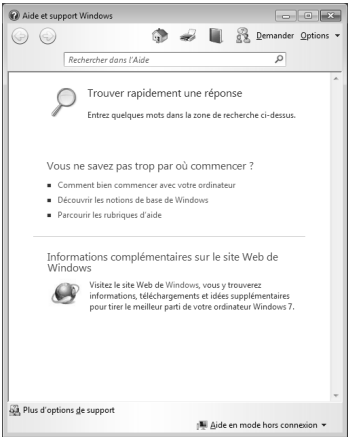 Aide et support Windows
Demander Options
Rechercher dans l'Aide
Trouver rapidement une réponse
Entrez quelques mots dans la zone de recherche ci-dessus.
Vous ne savez pas trop par où commencer ?
Comment bien commencer avec votre ordinateur
Découvrir les notions de base de Windows
Parcourir les rubriques d'aide
Informations complémentaires sur le site Web de
Windows
Visitez le site Web de Windows, vous y trouverez
informations, téléchargements et idées supplémentaires
pour tirer le meilleur parti de votre ordinateur Windows 7.
Plus d'options de support
Aide en mode hors connexion